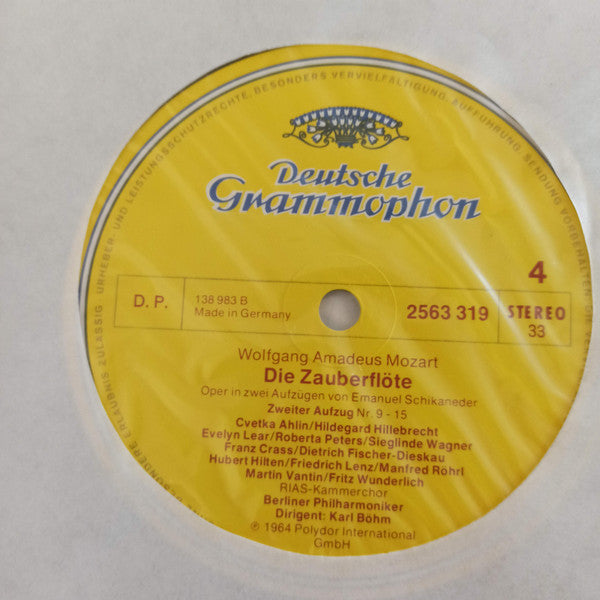 URHEBER- UND LEISTUNGSSCHUTZRECHTE, BESONDERS VERVIELFÄLTIGUNG, AUFFÜHRUNG, SENDUNG VORBEHALTEN
BESONDERE ERLAUBNIS ZULÄSSIG
Deutsche
Grammophon
4
D. P.
138 983 B
Made in Germany
2563 319
STEREO
33
Wolfgang Amadeus Mozart
Die Zauberflöte
Oper in zwei Aufzügen von Emanuel Schikaneder
Zweiter Aufzug Nr. 9 - 15
Cvetka Ahlin/Hildegard Hillebrecht
Evelyn Lear/Roberta Peters/Sieglinde Wagner
Franz Crass/Dietrich Fischer-Dieskau
Hubert Hilten/Friedrich Lenz/Manfred Röhrl
Martin Vantin/Fritz Wunderlich
RIAS-Kammerchor
Berliner Philharmoniker
Dirigent: Karl Böhm
℗ 1964 Polydor International
GmbH